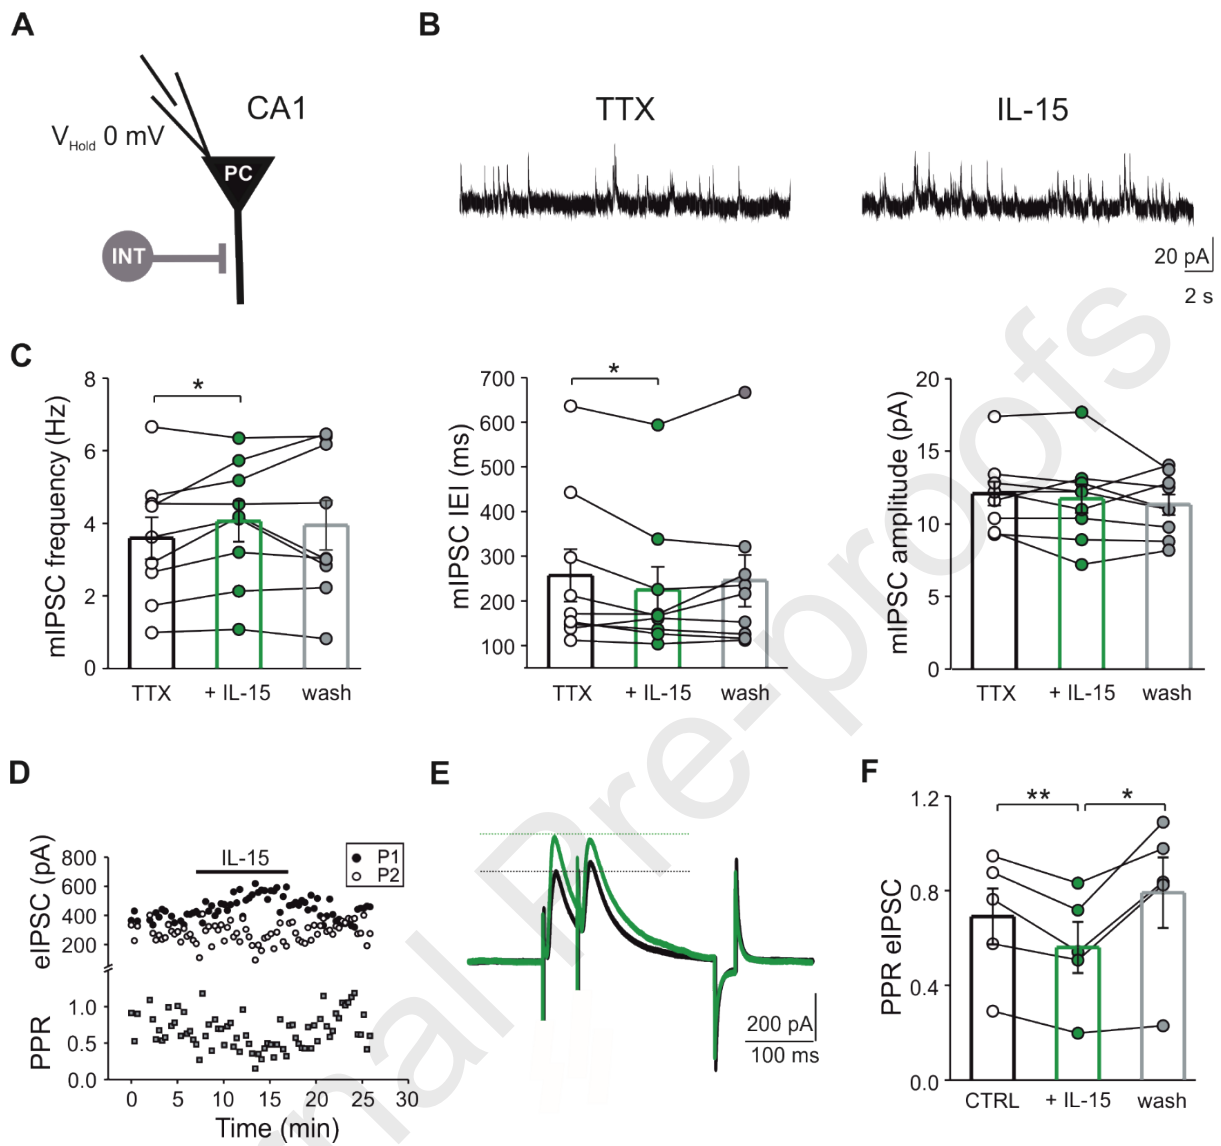 A
B
CA1
TTX
IL-15
V Hold 0 mV
PC
INT
20 pA
2 s
C
mIPSC frequency (Hz)
8
6
4
2
0
*
TTX
+ IL-15
wash
mIPSC IEI (ms)
700
600
500
400
300
200
100
*
TTX
+ IL-15
wash
mIPSC amplitude (pA)
20
15
10
5
0
TTX
+ IL-15
wash
D
eIPSC (pA)
800
600
400
200
IL-15
P1
P2
PPR
1.0
0.5
0.0
0
5
10
15
20
25
30
Time (min)
E
200 pA
100 ms
F
PPR eIPSC
1.2
0.8
0.4
0.0
**
*
CTRL
+ IL-15
wash
nal Pre-proofs